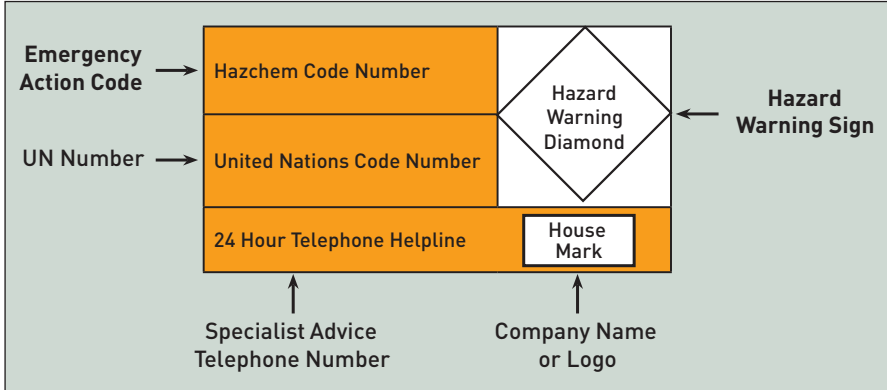 Emergency
Action Code
Hazchem Code Number
Hazard
Warning
Diamond
Hazard
Warning Sign
UN Number
United Nations Code Number
24 Hour Telephone Helpline
House
Mark
Specialist Advice
Telephone Number
Company Name
or Logo